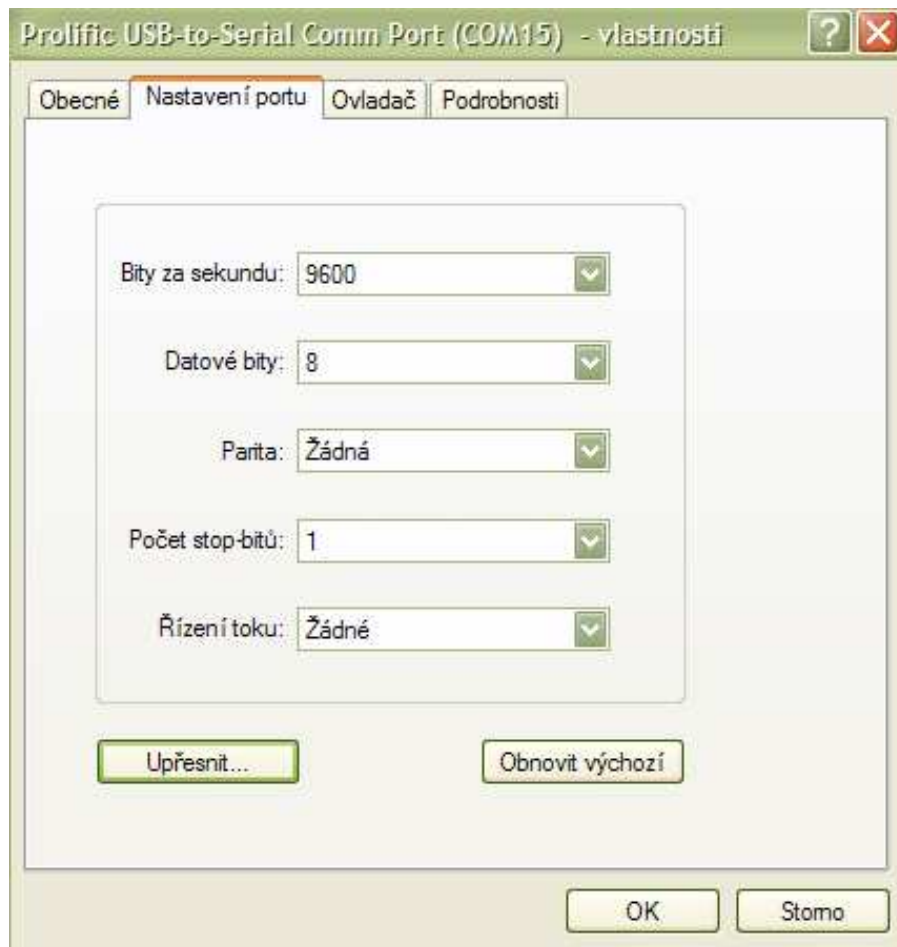 Prolific USB-to-Serial Comm Port (COM15) - vlastnosti
Obecné Nastavení portu Ovladač Podrobnosti
Bity za sekundu: 9600
Datové bity: 8
Parita: Žádná
Počet stop-bitů: 1
Řízení toku: Žádné
Upřesnit... Obnovit výchozí
OK Storno